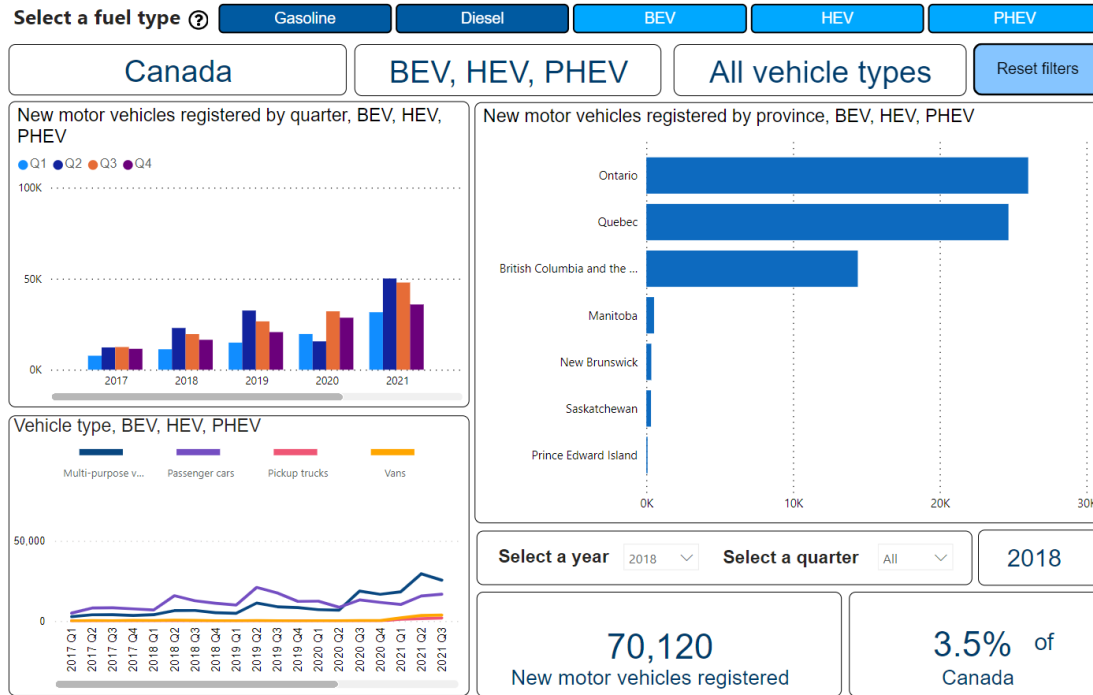 Select a fuel type ?
Gasoline
Diesel
BEV
HEV
PHEV
Canada
BEV, HEV, PHEV
All vehicle types
Reset filters
New motor vehicles registered by quarter, BEV, HEV,
PHEV
Q1 Q2 Q3 Q4
100K
50K
0K
2017 2018 2019 2020 2021
New motor vehicles registered by province, BEV, HEV, PHEV
Ontario
Quebec
British Columbia and the ...
Manitoba
New Brunswick
Saskatchewan
Prince Edward Island
0K 10K 20K 30K
Vehicle type, BEV, HEV, PHEV
Multi-purpose v... Passenger cars Pickup trucks Vans
50,000
0
2017 Q1
2017 Q2
2017 Q3
2017 Q4
2018 Q1
2018 Q2
2018 Q3
2018 Q4
2019 Q1
2019 Q2
2019 Q3
2019 Q4
2020 Q1
2020 Q2
2020 Q3
2020 Q4
2021 Q1
2021 Q2
2021 Q3
Select a year 2018 Select a quarter All
2018
70,120
New motor vehicles registered
3.5% of
Canada